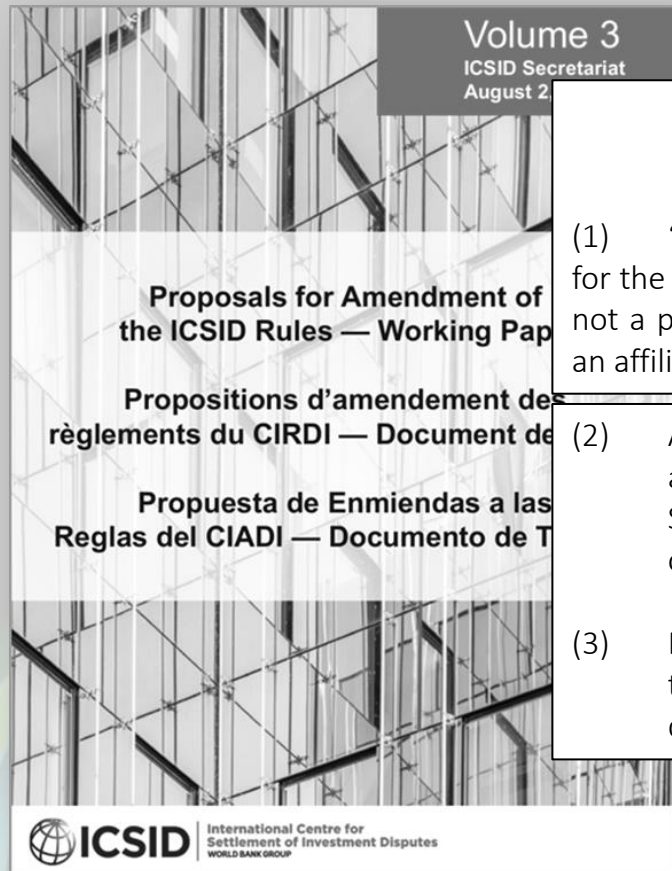 Volume 3
ICSID Secretariat
August 2,
Proposals for Amendment of
the ICSID Rules — Working Pap
Propositions d’amendement des
règlements du CIRDI — Document de
Propuesta de Enmiendas a las
Reglas del CIADI — Documento de T
(1)
for the
not a p
an affili
(2)
(3)
ICSID
International Centre for
Settlement of Investment Disputes
WORLD BANK GROUP